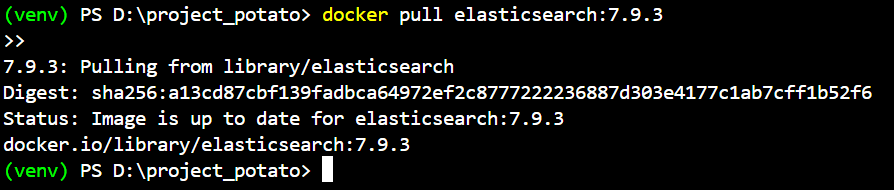 (venv) PS D:\project_potato> docker pull elasticsearch:7.9.3
>>
7.9.3: Pulling from library/elasticsearch
Digest: sha256:a13cd87cbf139fadbca64972ef2c8777222236887d303e4177c1ab7cff1b52f6
Status: Image is up to date for elasticsearch:7.9.3
docker.io/library/elasticsearch:7.9.3
(venv) PS D:\project_potato>